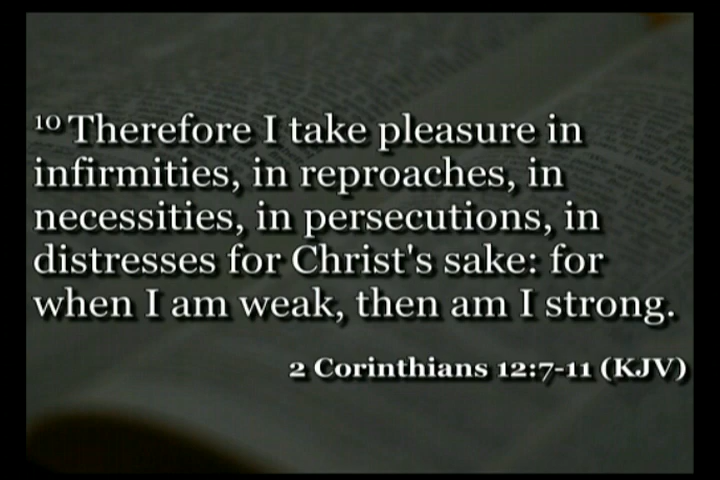 10 Therefore I take pleasure in
infirmities, in reproaches, in
necessities, in persecutions, in
distresses for Christ's sake: for
when I am weak, then am I strong.
2 Corinthians 12:7-11 (KJV)